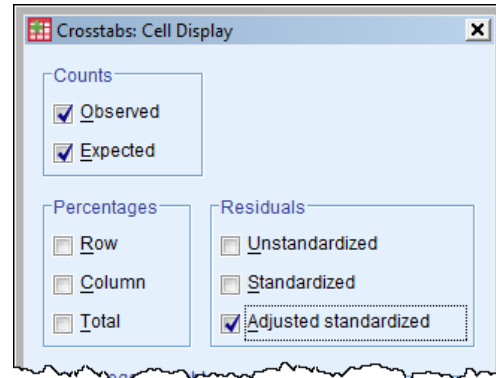 Crosstabs: Cell Display
Counts
Observed
Expected
Percentages
Row
Column
Total
Residuals
Unstandardized
Standardized
Adjusted standardized